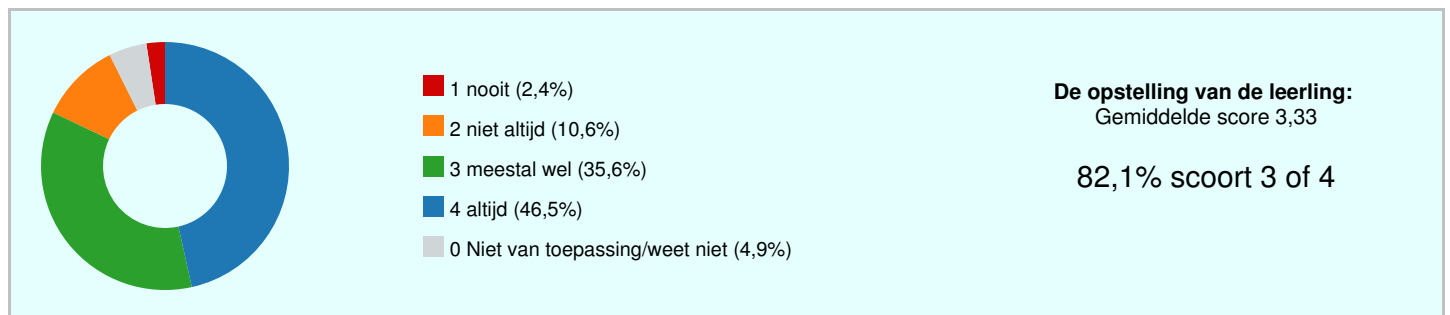 1 nooit (2,4%)
2 niet altijd (10,6%)
3 meestal wel (35,6%)
4 altijd (46,5%)
0 Niet van toepassing/weet niet (4,9%)
De opstelling van de leerling:
Gemiddelde score 3,33
82,1% scoort 3 of 4